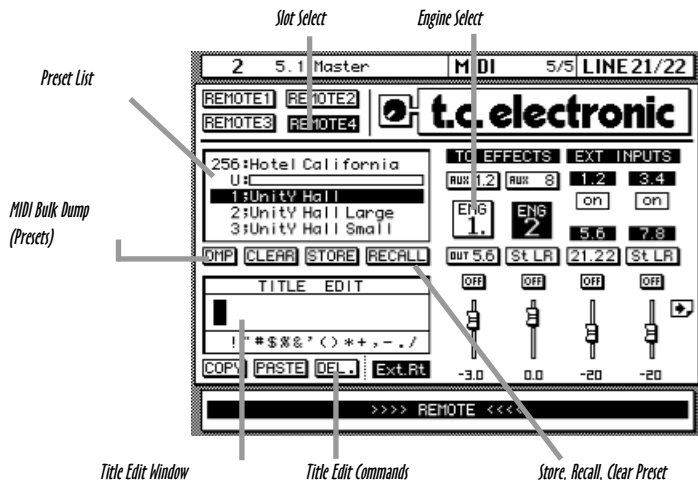 Slot Select
Engine Select
Preset List
MIDI Bulk Dump
(Presets)
2 5.1 Master MIDI 5/5 LINE 21/22
REMOTE1 REMOTE2
REMOTE3 REMOTE4
t.c. electronic
256:Hotel California
U:
1:Unity Hall
2:Unity Hall Large
3:Unity Hall Small
DMP CLEAR STORE RECALL
TITLE EDIT
!"#$%&'()*+,-./
COPY PASTE DEL. Ext.Rt
TC EFFECTS EXT INPUTS
AUX 1.2 AUX 8 1.2 3.4
on on
ENG 1. ENG 2
5.6 7.8
OUT 5.6 St LR 21.22 St LR
OFF OFF OFF OFF
-3.0 0.0 -20 -20
>>>> REMOTE <<<<
Title Edit Window
Title Edit Commands
Store, Recall, Clear Preset